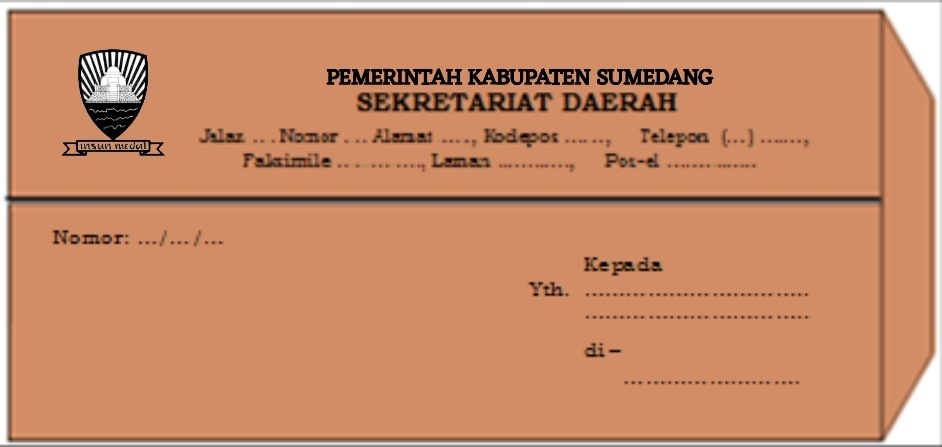 PEMERINTAH KABUPATEN SUMEDANG
SEKRETARIAT DAERAH
insun medal
Jalan ... Nomor ... Alamat ....., Kodepos ......, Telepon (...) ......,
Faksimile ............, Laman ..........., Pos-el ..............
Nomor: .../.../...
Kepada
Yth. .................................
.................................
di –
..........................